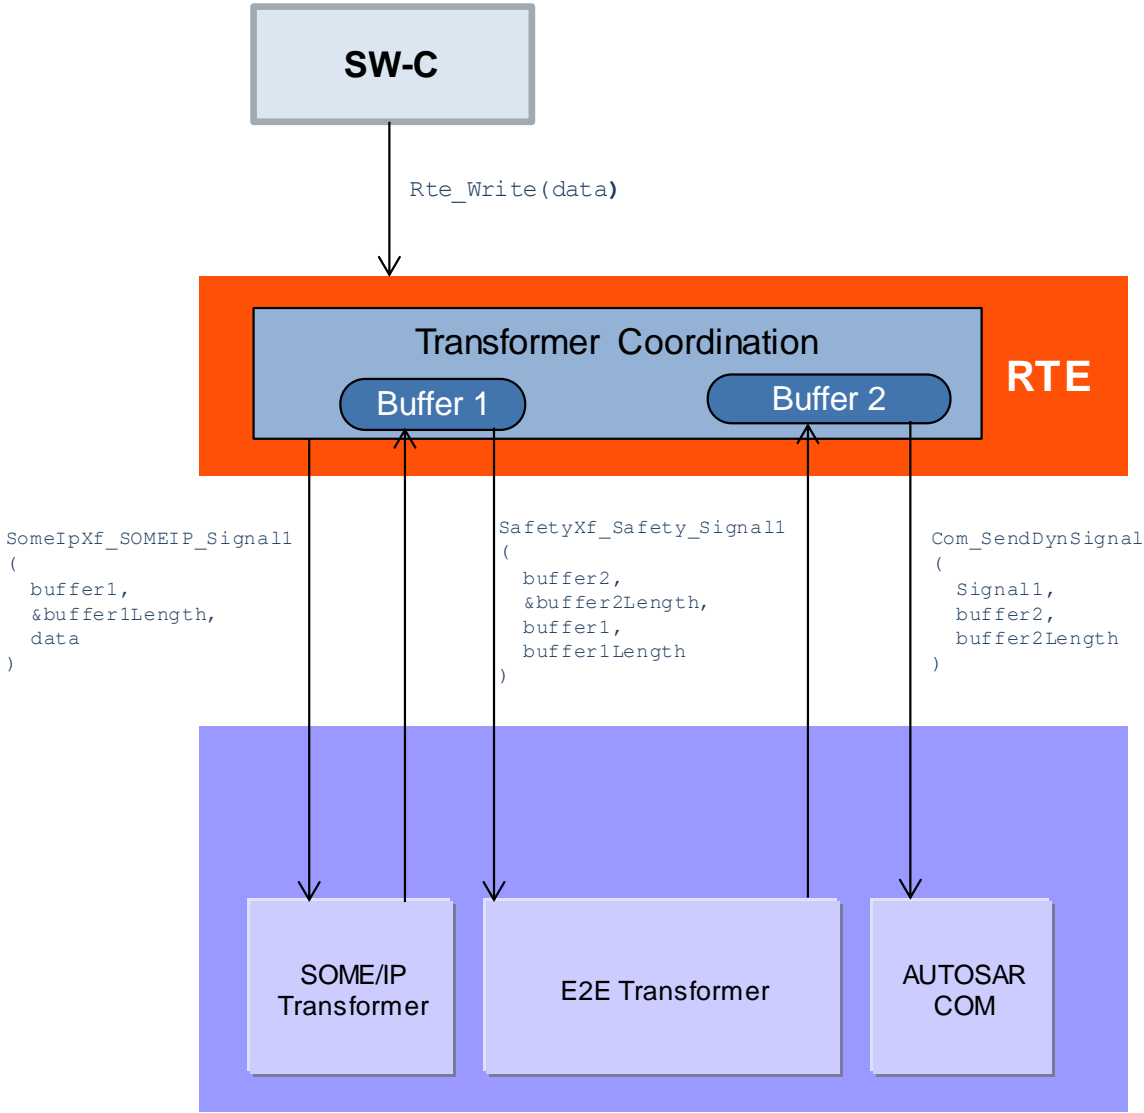 SW-C
Rte_Write(data)
Transformer Coordination
Buffer 1
Buffer 2
RTE
SomeIpXf_SOMEIP_Signal1
(
buffer1,
&buffer1Length,
data
)
SafetyXf_Safety_Signal1
(
buffer2,
&buffer2Length,
buffer1,
buffer1Length
)
Com_SendDynSignal
(
Signal1,
buffer2,
buffer2Length
)
SOME/IP
Transformer
E2E Transformer
AUTOSAR
COM